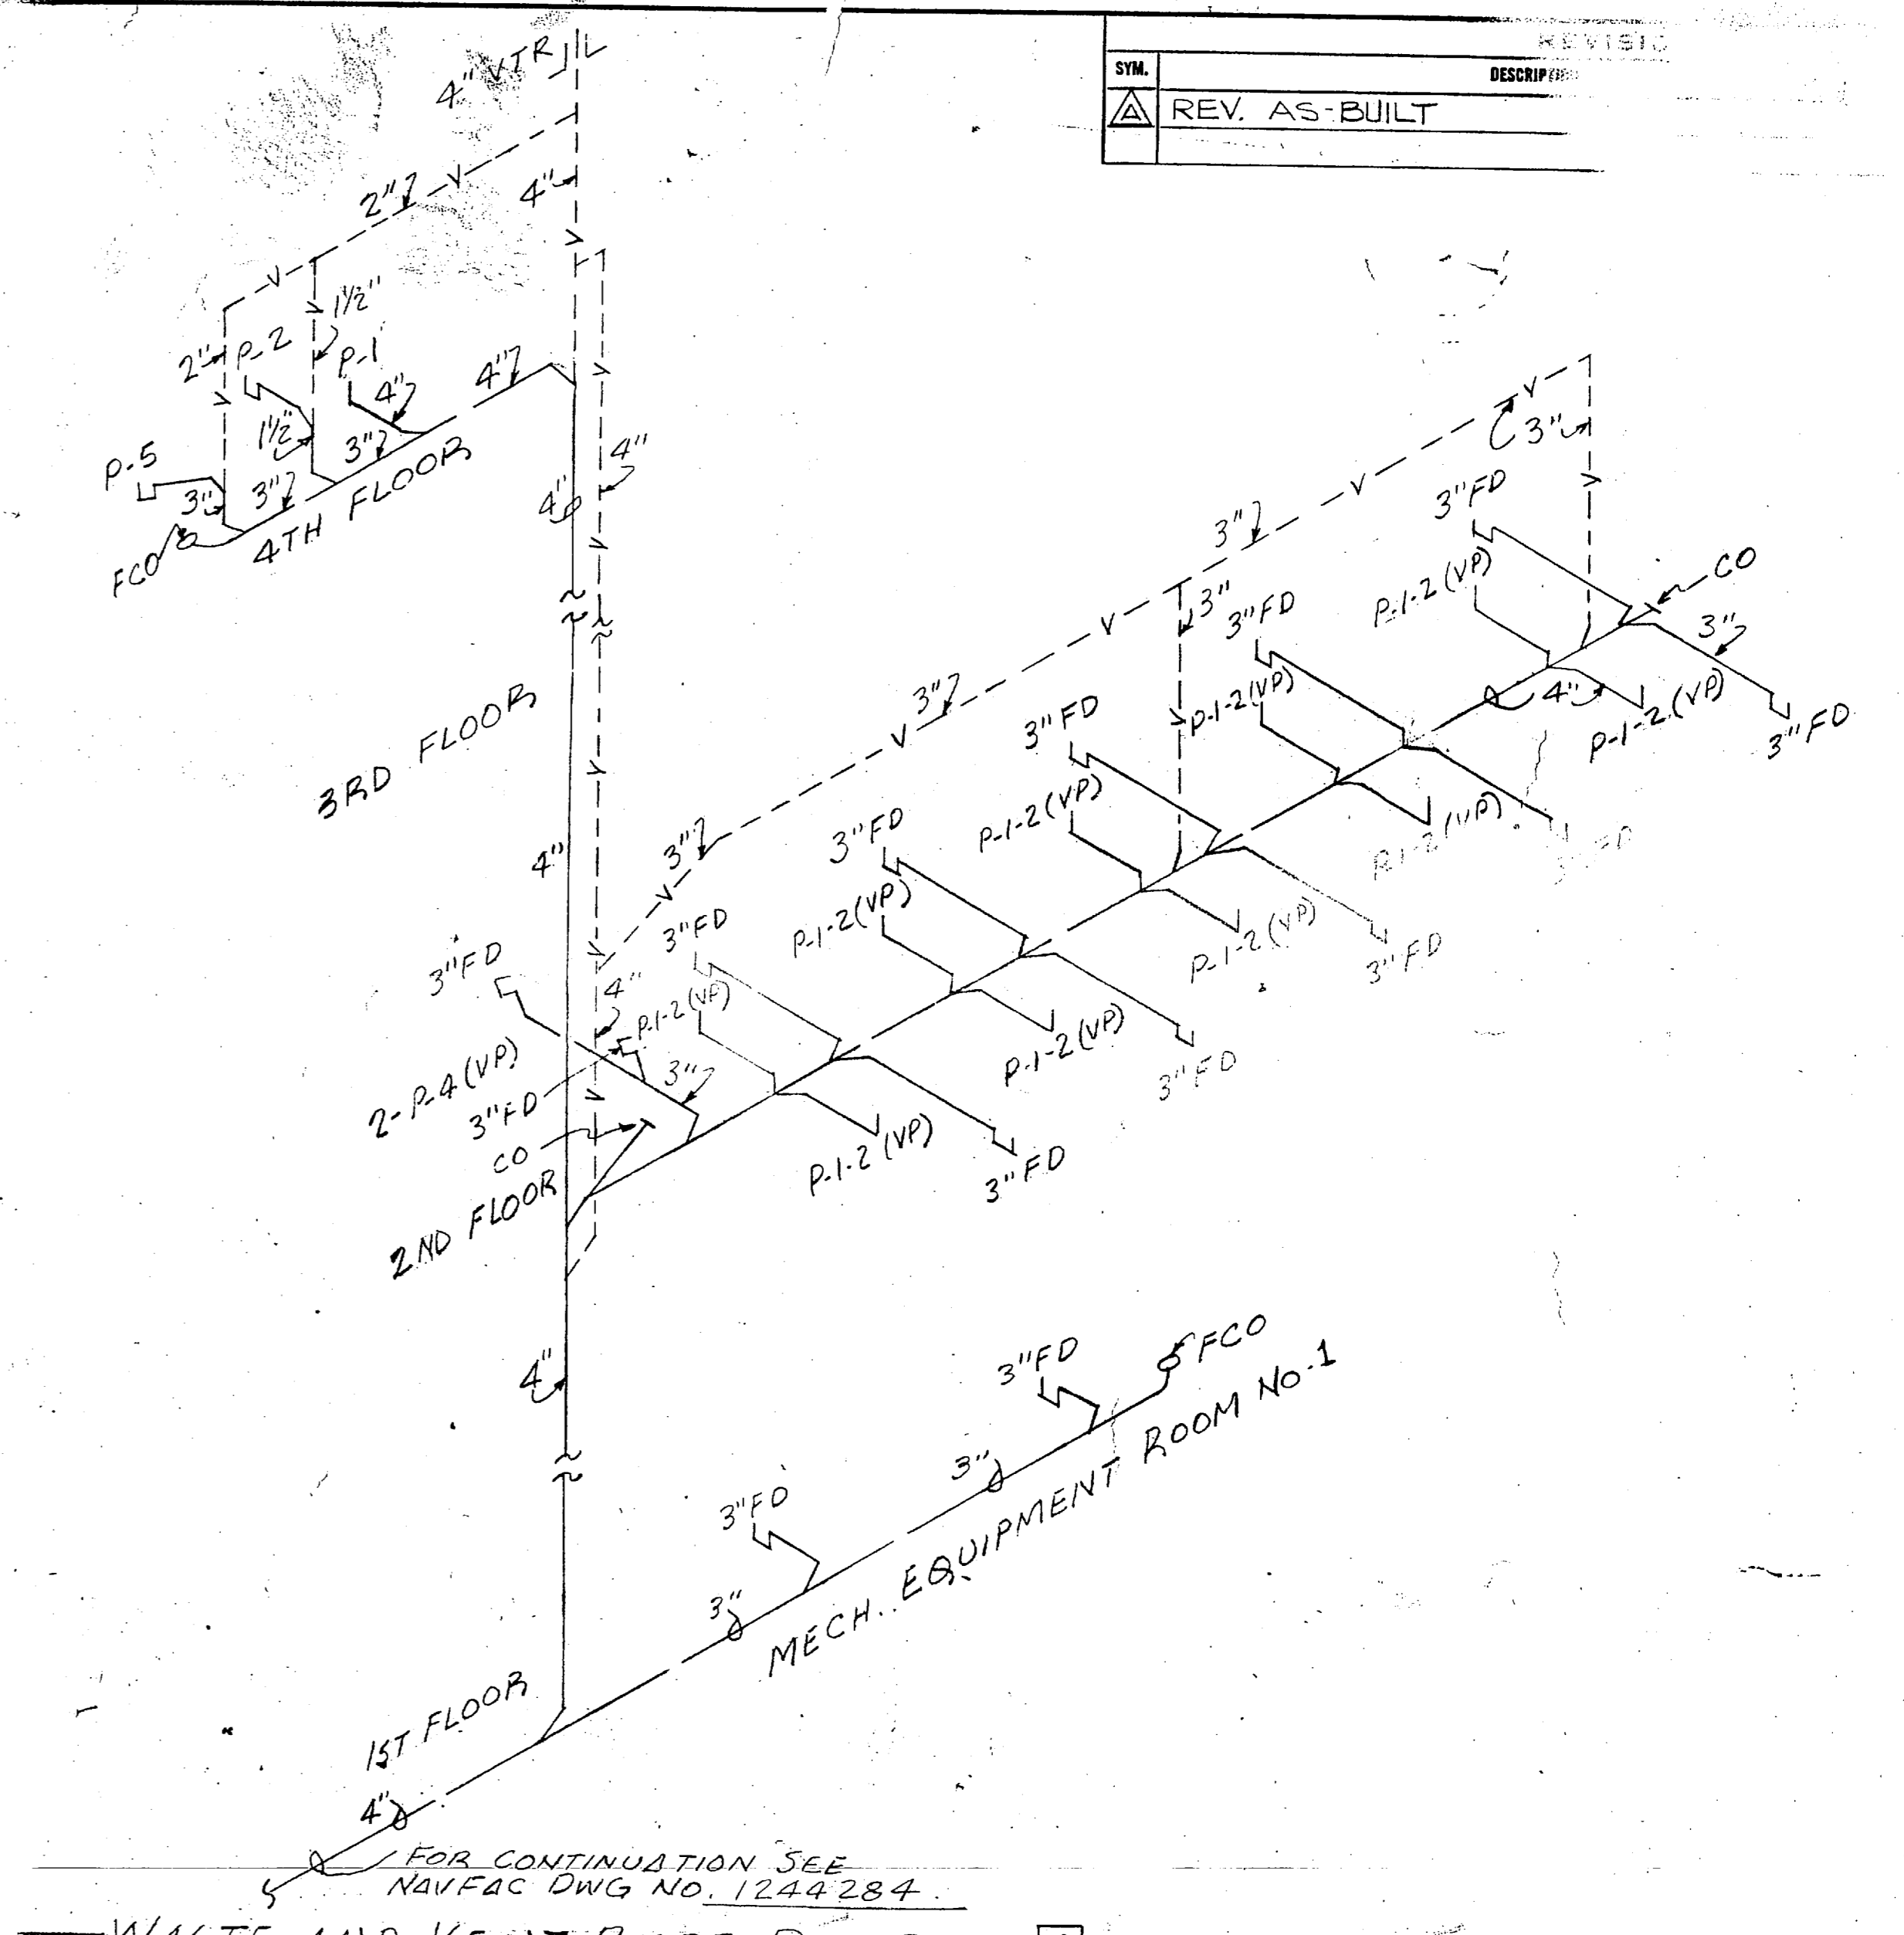 REVISIO
SYM.
DESCRIP
A
REV. AS-BUILT
4" VTR
2"
4"
1½"
2"
P-2
P-1
4"
4"
1½"
3"
P-5
3"
3"
FCO
4TH FLOOR
4"
4"
3"
3"
3"FD
P-1-2 (VP)
CO
3"
4"
P-1-2 (VP)
3"FD
3"
3"FD
P-1-2 (VP)
P-1-2 (VP)
3"FD
3RD FLOOR
3"
3"FD
P-1-2 (VP)
P-1-2 (VP)
3"FD
4"
3"
3"FD
P-1-2 (VP)
P-1-2 (VP)
3"FD
3"FD
P-1-2 (VP)
P-1-2 (VP)
3"FD
3"FD
4"
P-1-2 (VP)
2-P-4 (VP)
3"FD
3"
CO
2ND FLOOR
4"
3"FD
FCO
3"
3"FD
3"
MECH. EQUIPMENT ROOM NO-1
1ST FLOOR
4"
FOR CONTINUATION SEE
NAVFAC DWG NO. 1244284.
WASTE AND VENT